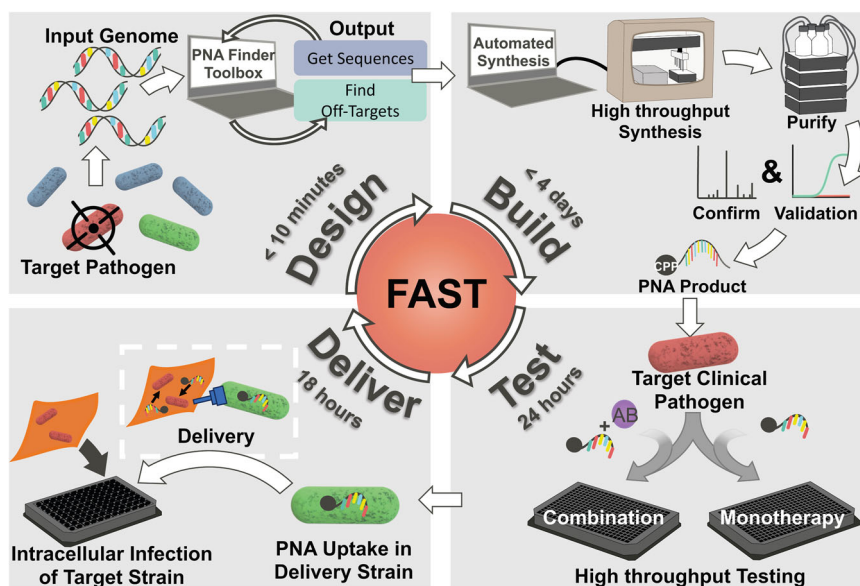 Input Genome
PNA Finder
Toolbox
Output
Get Sequences
Find
Off-Targets
Target Pathogen
< 10 minutes
Design
Automated
Synthesis
High throughput
Synthesis
Purify
< 4 days
Build
Confirm
&
Validation
CPP
PNA Product
FAST
Target Clinical
Pathogen
+
AB
Test
24 hours
Combination
Monotherapy
High throughput Testing
Deliver
18 hours
Delivery
PNA Uptake in
Delivery Strain
Intracellular Infection
of Target Strain